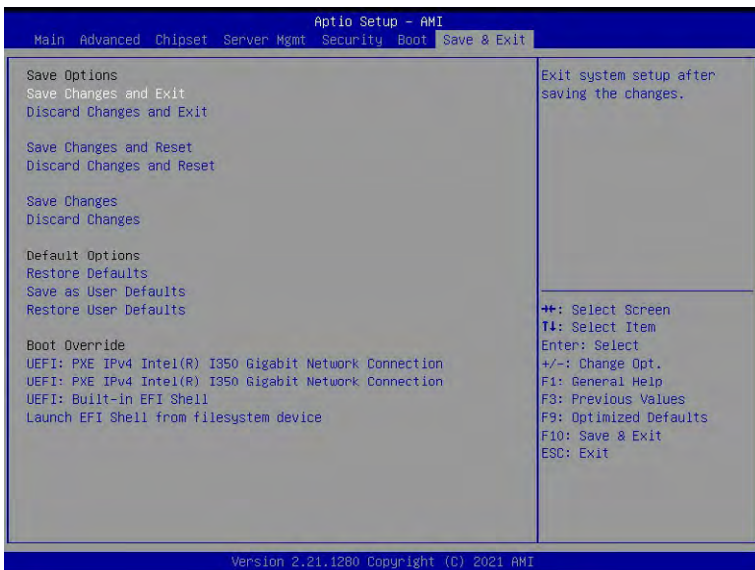 Aptio Setup – AMI
Main Advanced Chipset Server Mgmt Security Boot Save & Exit
Save Options
Save Changes and Exit
Discard Changes and Exit
Save Changes and Reset
Discard Changes and Reset
Save Changes
Discard Changes
Default Options
Restore Defaults
Save as User Defaults
Restore User Defaults
Boot Override
UEFI: PXE IPv4 Intel(R) I350 Gigabit Network Connection
UEFI: PXE IPv4 Intel(R) I350 Gigabit Network Connection
UEFI: Built-in EFI Shell
Launch EFI Shell from filesystem device
Exit system setup after
saving the changes.
→←: Select Screen
↑↓: Select Item
Enter: Select
+/-: Change Opt.
F1: General Help
F3: Previous Values
F9: Optimized Defaults
F10: Save & Exit
ESC: Exit
Version 2.21.1280 Copyright (C) 2021 AMI